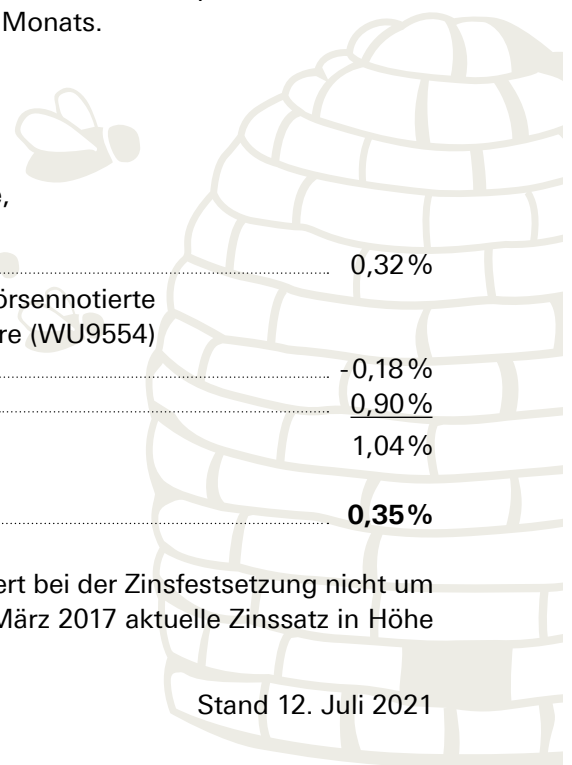 Monats.
e,
0,32 %
örsennotierte
re (WU9554)
-0,18 %
0,90 %
1,04 %
0,35 %
ert bei der Zinsfestsetzung nicht um
März 2017 aktuelle Zinssatz in Höhe
Stand 12. Juli 2021